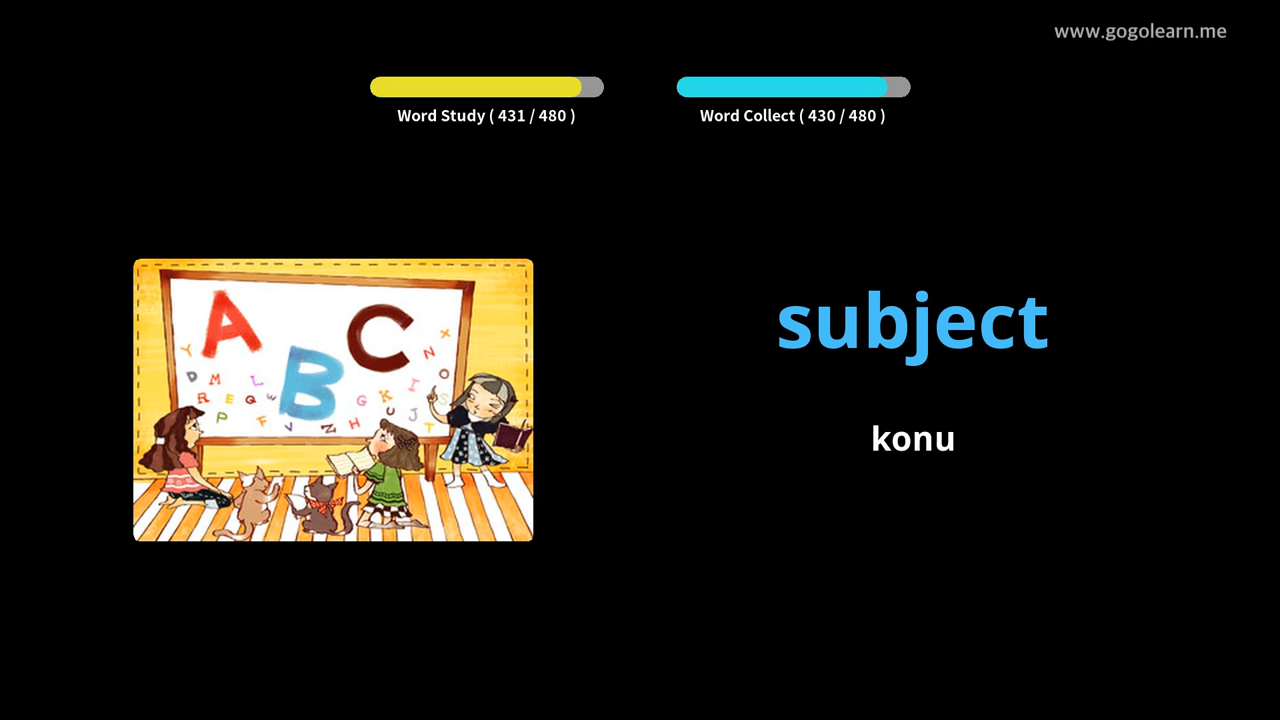 www.gogolearn.me
Word Study ( 431 / 480 )
Word Collect ( 430 / 480 )
A
B
C
Y
X
N
D M L
O
I
R E Q W
G K
S
P F V Z H U J T
subject
konu